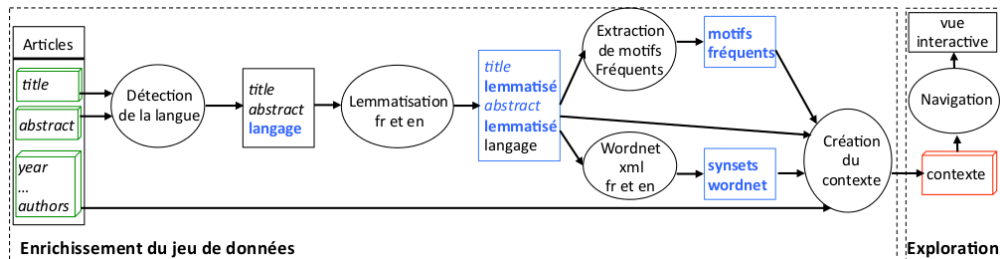 Articles
title
abstract
year
...
authors
Détection
de la langue
title
abstract
langage
Lemmatisation
fr et en
title
lemmatisé
abstract
lemmatisé
langage
Extraction
de motifs
Fréquents
motifs
fréquents
Wordnet
xml
fr et en
synsets
wordnet
Création
du
contexte
vue
interactive
Navigation
contexte
Enrichissement du jeu de données
Exploration